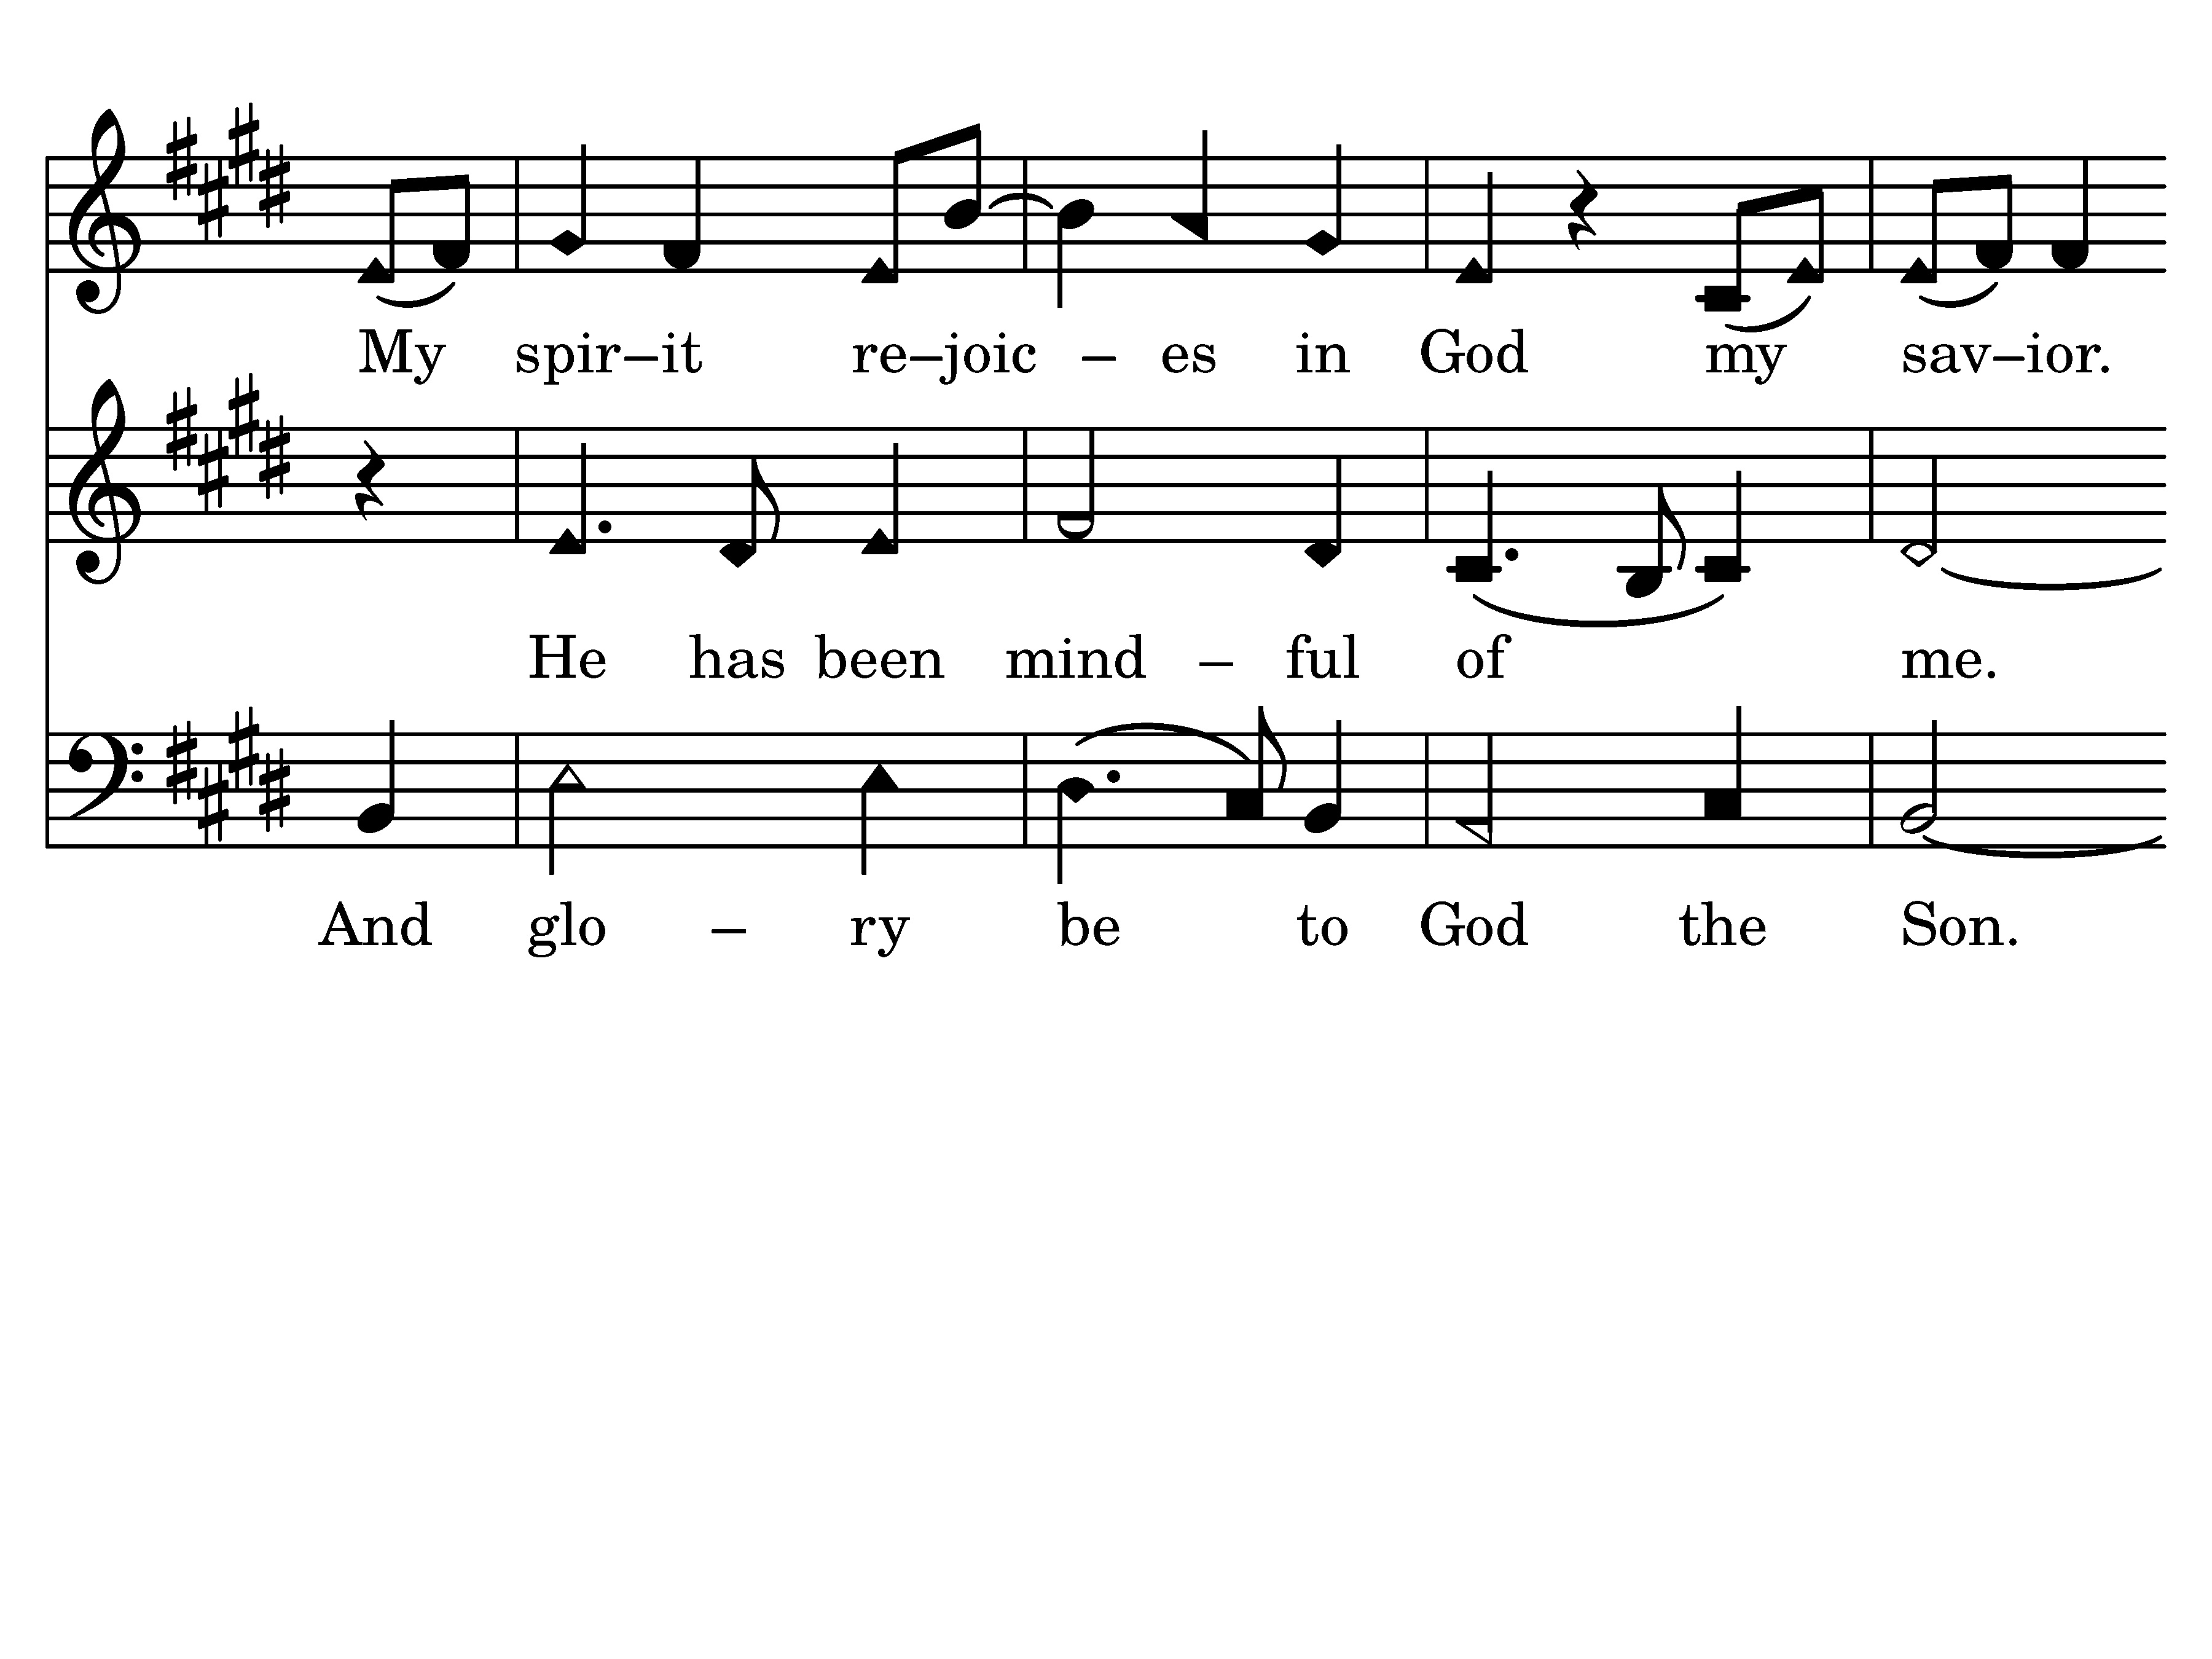 My spir–it re–joic – es in God my sav–ior.
He has been mind – ful of me.
And glo – ry be to God the Son.